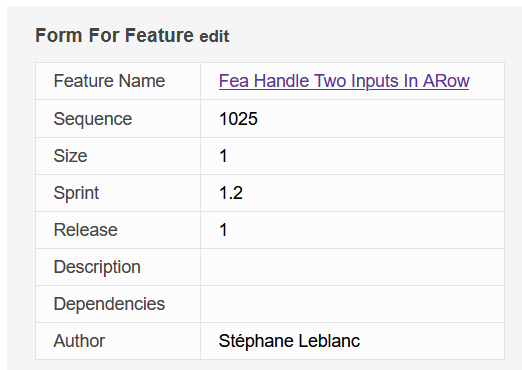 Form For Feature edit
Feature Name Fea Handle Two Inputs In ARow
Sequence 1025
Size 1
Sprint 1.2
Release 1
Description
Dependencies
Author Stéphane Leblanc